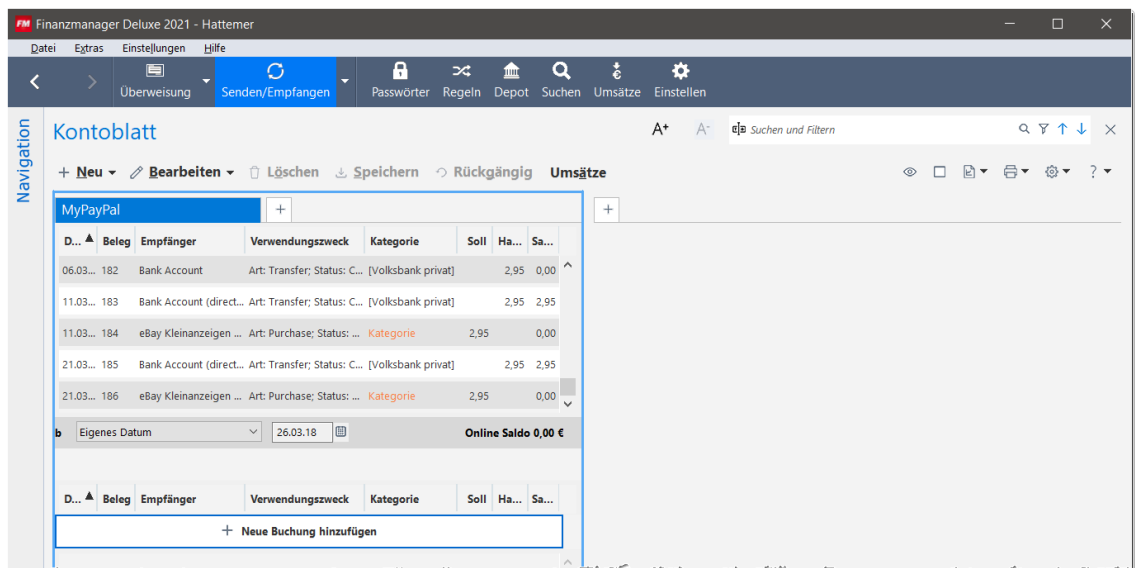 FM Finanzmanager Deluxe 2021 - Hattemer
Datei Extras Einstellungen Hilfe
Überweisung Senden/Empfangen Passwörter Regeln Depot Suchen Umsätze Einstellen
Navigation
Kontoblatt A+ A- Suchen und Filtern
+ Neu Bearbeiten Löschen Speichern Rückgängig Umsätze ?
MyPayPal + +
D... Beleg Empfänger Verwendungszweck Kategorie Soll Ha... Sa...
06.03... 182 Bank Account Art: Transfer; Status: C... [Volksbank privat] 2,95 0,00
11.03... 183 Bank Account (direct... Art: Transfer; Status: C... [Volksbank privat] 2,95 2,95
11.03... 184 eBay Kleinanzeigen ... Art: Purchase; Status: ... Kategorie 2,95 0,00
21.03... 185 Bank Account (direct... Art: Transfer; Status: C... [Volksbank privat] 2,95 2,95
21.03... 186 eBay Kleinanzeigen ... Art: Purchase; Status: ... Kategorie 2,95 0,00
b Eigenes Datum 26.03.18 Online Saldo 0,00 €
D... Beleg Empfänger Verwendungszweck Kategorie Soll Ha... Sa...
+ Neue Buchung hinzufügen